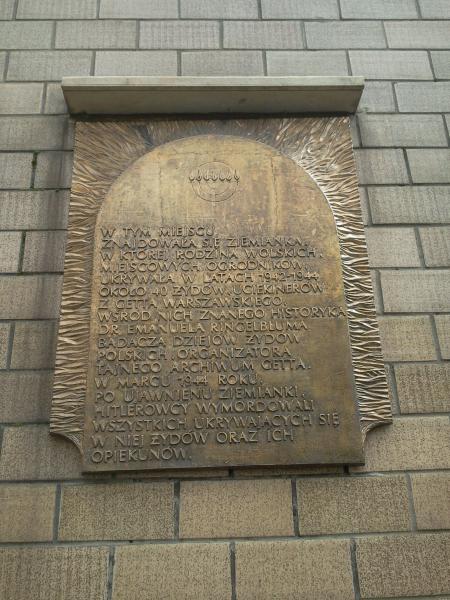 W TYM MIEJSCU,
ZNAJDOWAŁA SIĘ ZIEMIANKA,
W KTÓREJ RODZINA WOLSKICH,
MIEJSCOWYCH OGRODNIKÓW,
UKRYWAŁA W LATACH 1942-1944
OKOŁO 40 ŻYDÓW, UCIEKINERÓW
Z GETTA WARSZAWSKIEGO,
WŚRÓD NICH ZNANEGO HISTORYKA
DR. EMANUELA RINGELBLUMA
BADACZA DZIEJÓW ŻYDÓW
POLSKICH, ORGANIZATORA
TAJNEGO ARCHIWUM GETTA.
W MARCU 1944 ROKU,
PO UJAWNIENIU ZIEMIANKI,
HITLEROWCY WYMORDOWALI
WSZYSTKICH UKRYWAJĄCYCH SIĘ
W NIEJ ŻYDÓW ORAZ ICH
OPIEKUNÓW.